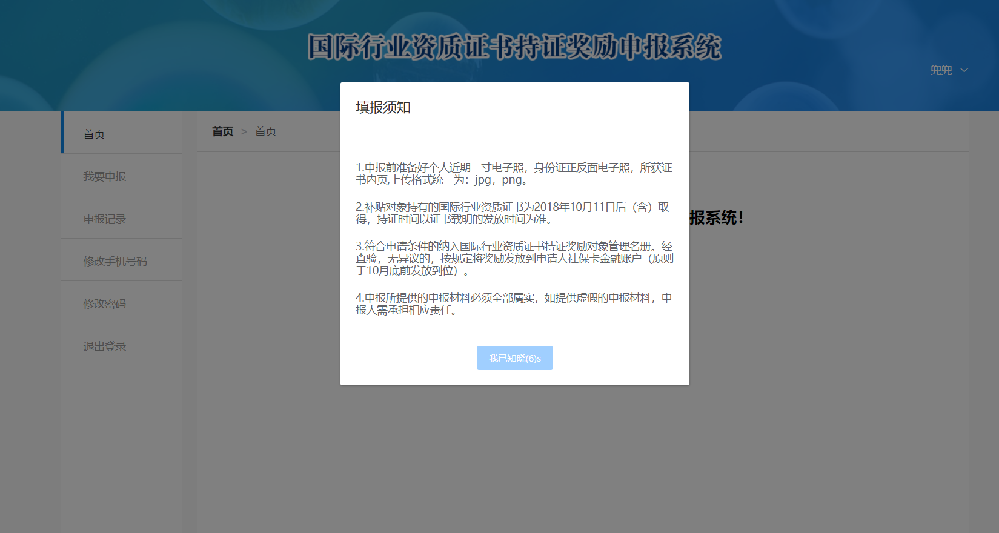 国际行业资质证书持证奖励申报系统
兜兜
首页
我要申报
申报记录
修改手机号码
修改密码
退出登录
首页 > 首页
报系统！
填报须知
1.申报前准备好个人近期一寸电子照，身份证正反面电子照，所获证
书内页,上传格式统一为：jpg，png。
2.补贴对象持有的国际行业资质证书为2018年10月11日后（含）取
得，持证时间以证书载明的发放时间为准。
3.符合申请条件的纳入国际行业资质证书持证奖励对象管理名册。经
查验，无异议的，按规定将奖励发放到申请人社保卡金融账户（原则
于10月底前发放到位）。
4.申报所提供的申报材料必须全部属实，如提供虚假的申报材料，申
报人需承担相应责任。
我已知晓(6)s